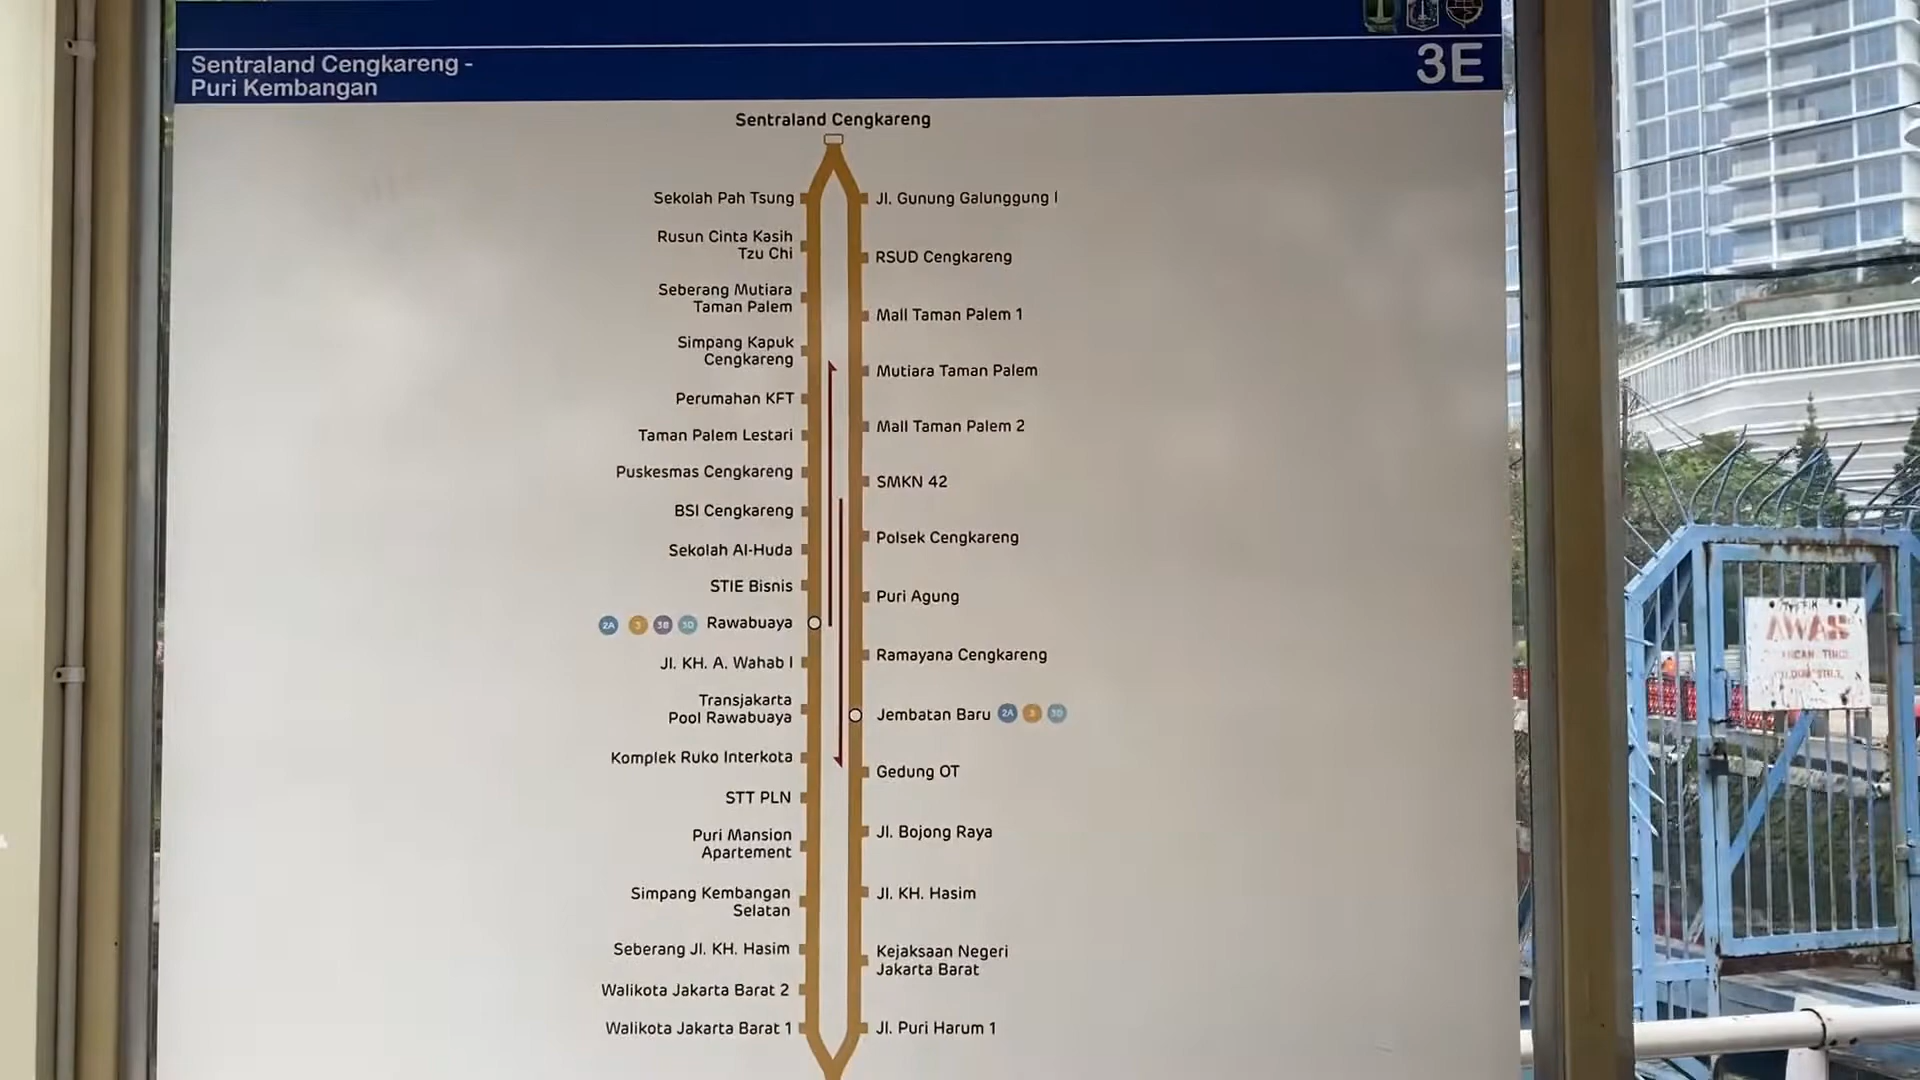 Sentraland Cengkareng -
Puri Kembangan
3E
Sentraland Cengkareng
Sekolah Pah Tsung
Rusun Cinta Kasih
Tzu Chi
Seberang Mutiara
Taman Palem
Simpang Kapuk
Cengkareng
Perumahan KFT
Taman Palem Lestari
Puskesmas Cengkareng
BSI Cengkareng
Sekolah Al-Huda
STIE Bisnis
2A 3 3B 3D Rawabuaya
Jl. KH. A. Wahab I
Transjakarta
Pool Rawabuaya
Komplek Ruko Interkota
STT PLN
Puri Mansion
Apartement
Simpang Kembangan
Selatan
Seberang Jl. KH. Hasim
Walikota Jakarta Barat 2
Walikota Jakarta Barat 1
Jl. Gunung Galunggung I
RSUD Cengkareng
Mall Taman Palem 1
Mutiara Taman Palem
Mall Taman Palem 2
SMKN 42
Polsek Cengkareng
Puri Agung
Ramayana Cengkareng
Jembatan Baru 2A 3 3D
Gedung OT
Jl. Bojong Raya
Jl. KH. Hasim
Kejaksaan Negeri
Jakarta Barat
Jl. Puri Harum 1
AWAS